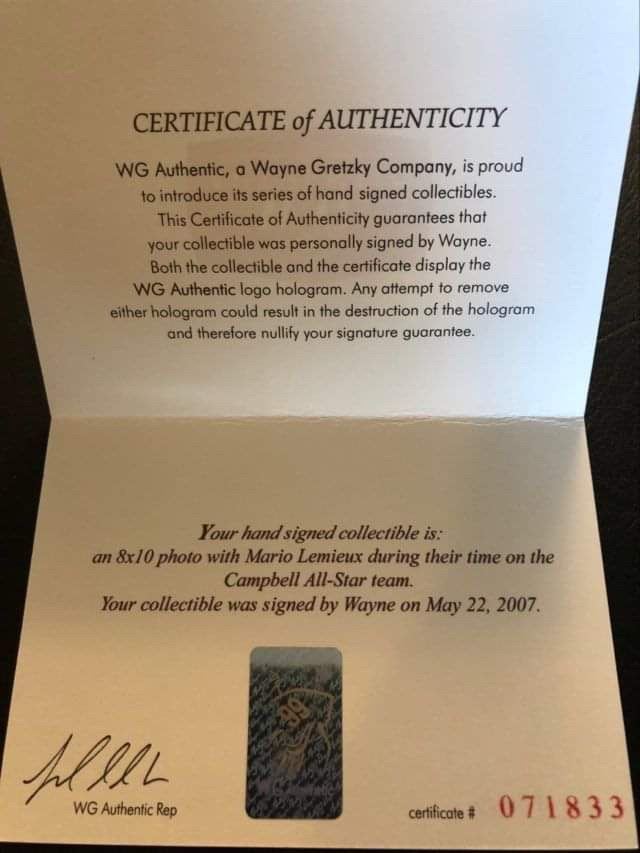 CERTIFICATE of AUTHENTICITY
WG Authentic, a Wayne Gretzky Company, is proud
to introduce its series of hand signed collectibles.
This Certificate of Authenticity guarantees that
your collectible was personally signed by Wayne.
Both the collectible and the certificate display the
WG Authentic logo hologram. Any attempt to remove
either hologram could result in the destruction of the hologram
and therefore nullify your signature guarantee.
Your hand signed collectible is:
an 8x10 photo with Mario Lemieux during their time on the
Campbell All-Star team.
Your collectible was signed by Wayne on May 22, 2007.
99
WG Authentic Rep
certificate # 071833